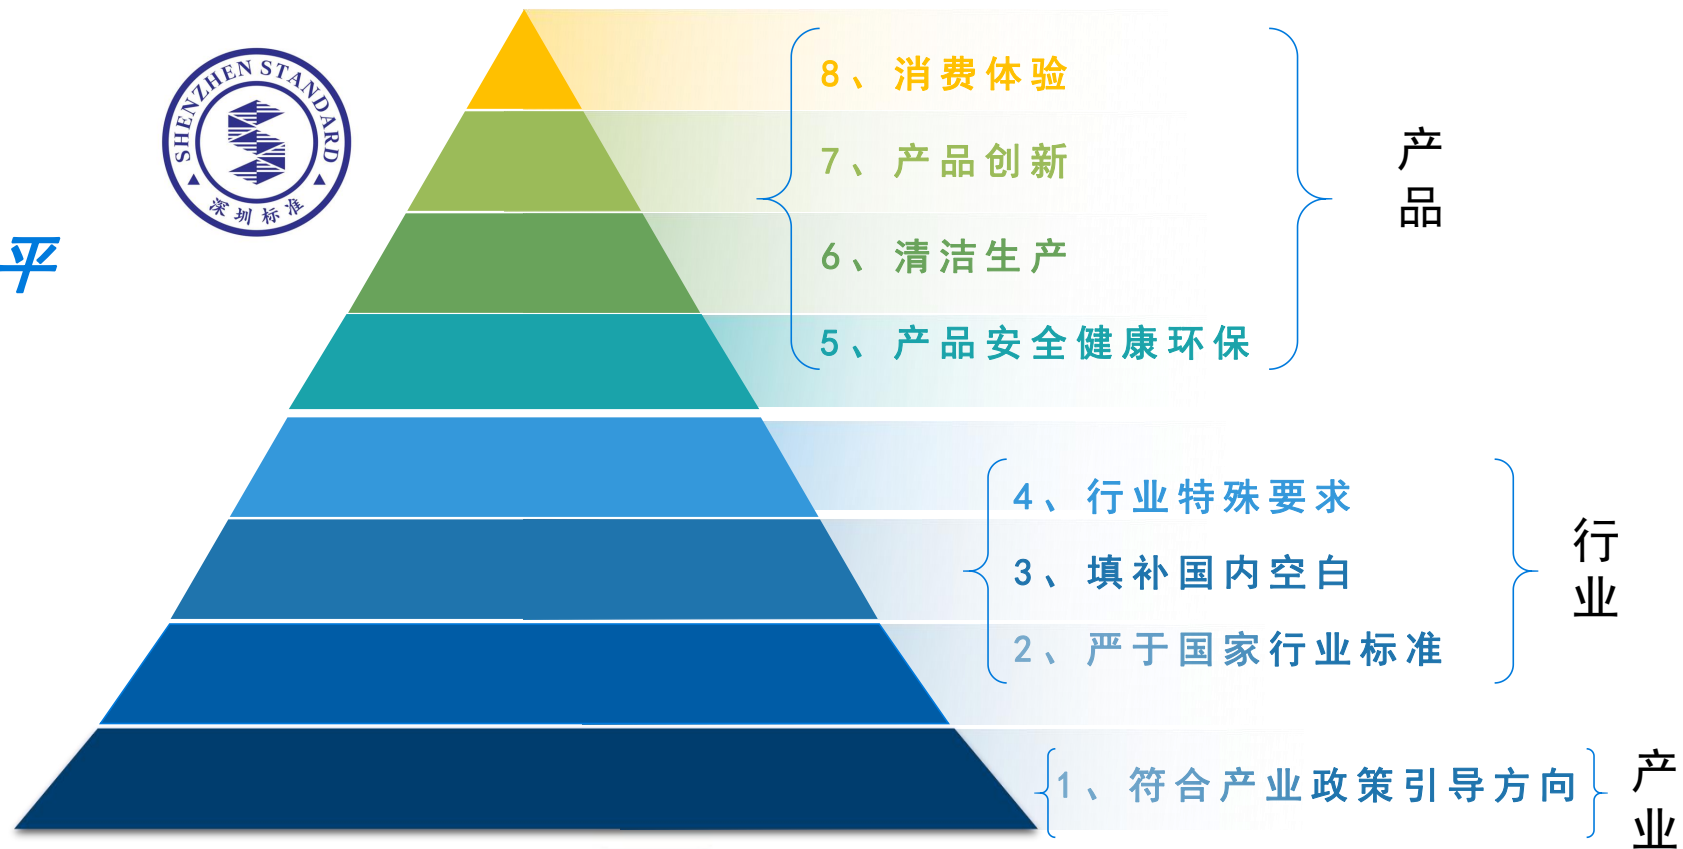 SHENZHEN STANDARD
深圳标准
平
8、消费体验
7、产品创新
6、清洁生产
5、产品安全健康环保
产品
4、行业特殊要求
3、填补国内空白
2、严于国家行业标准
行业
1、符合产业政策引导方向
产业